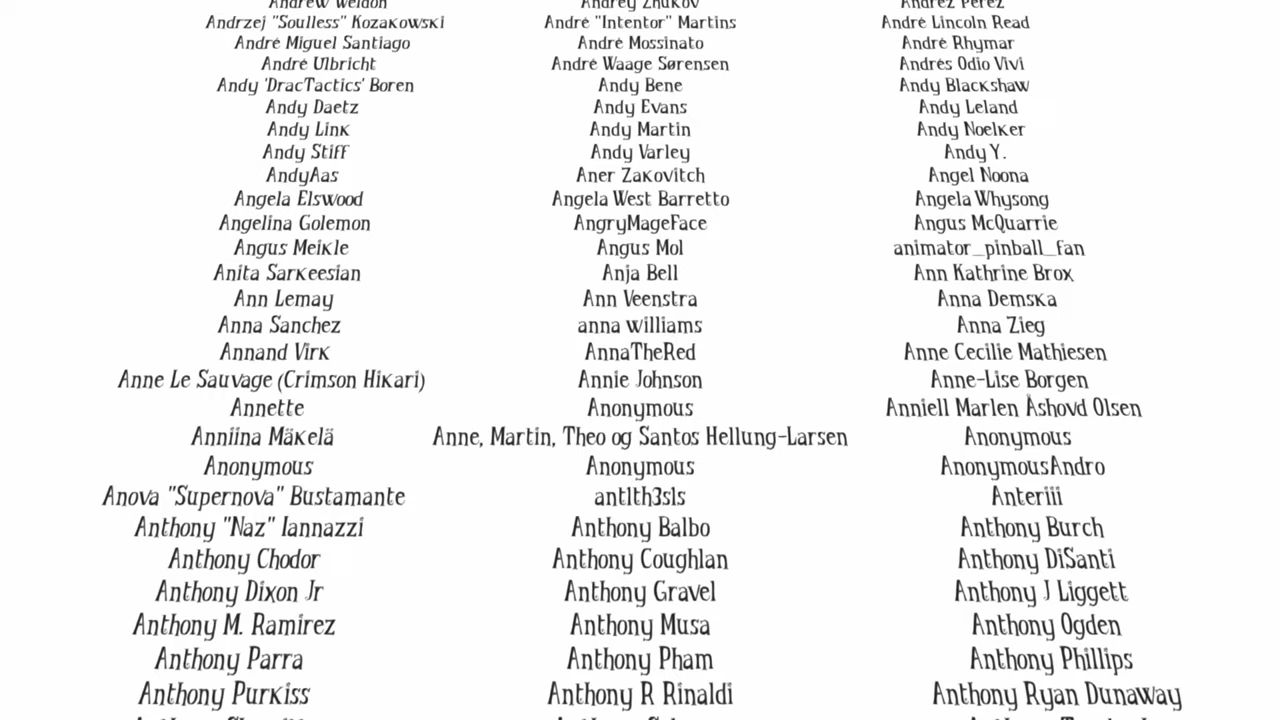 Andrew Weldon Andrey Zhukov Andrez Perez
Andrzej "Soulless" Kozakowski André "Intentor" Martins André Lincoln Read
André Miguel Santiago André Mossinato André Rhymar
André Ulbricht André Waage Sørensen Andrés Odio Vivi
Andy 'DracTactics' Boren Andy Bene Andy Blackshaw
Andy Daetz Andy Evans Andy Leland
Andy Link Andy Martin Andy Noelker
Andy Stiff Andy Varley Andy Y.
AndyAas Aner Zakovitch Angel Noona
Angela Elswood Angela West Barretto Angela Whysong
Angelina Golemon AngryMageFace Angus McQuarrie
Angus Meikle Angus Mol animator_pinball_fan
Anita Sarkeesian Anja Bell Ann Kathrine Brox
Ann Lemay Ann Veenstra Anna Demska
Anna Sanchez anna williams Anna Zieg
Annand Virk AnnaTheRed Anne Cecilie Mathiesen
Anne Le Sauvage (Crimson Hikari) Annie Johnson Anne-Lise Borgen
Annette Anonymous Anniell Marlen Åshovd Olsen
Anniina Mäkelä Anne, Martin, Theo og Santos Hellung-Larsen Anonymous
Anonymous Anonymous AnonymousAndro
Anova "Supernova" Bustamante ant1th3sls Anteriii
Anthony "Naz" Iannazzi Anthony Balbo Anthony Burch
Anthony Chodor Anthony Coughlan Anthony DiSanti
Anthony Dixon Jr Anthony Gravel Anthony J Liggett
Anthony M. Ramirez Anthony Musa Anthony Ogden
Anthony Parra Anthony Pham Anthony Phillips
Anthony Purkiss Anthony R Rinaldi Anthony Ryan Dunaway